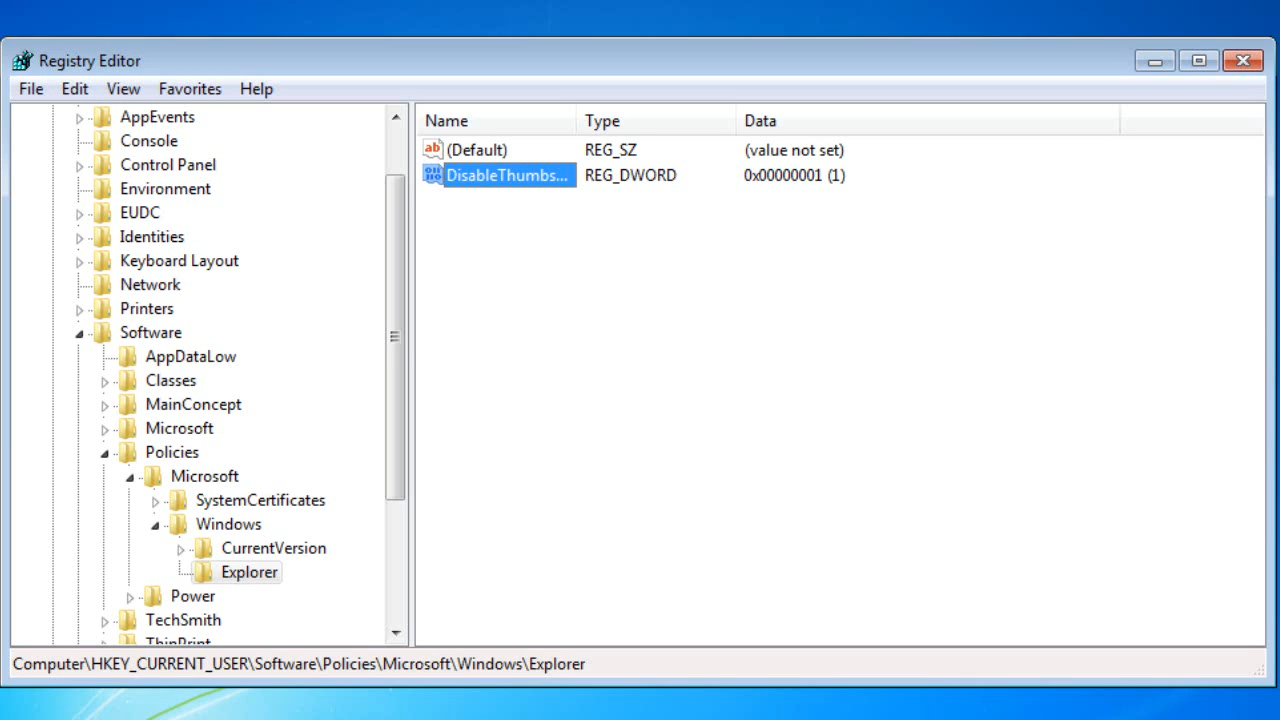 Registry Editor
File Edit View Favorites Help
AppEvents
Console
Control Panel
Environment
EUDC
Identities
Keyboard Layout
Network
Printers
Software
AppDataLow
Classes
MainConcept
Microsoft
Policies
Microsoft
SystemCertificates
Windows
CurrentVersion
Explorer
Power
TechSmith
ThinPrint
Name Type Data
ab (Default) REG_SZ (value not set)
DisableThumbs... REG_DWORD 0x00000001 (1)
Computer\HKEY_CURRENT_USER\Software\Policies\Microsoft\Windows\Explorer